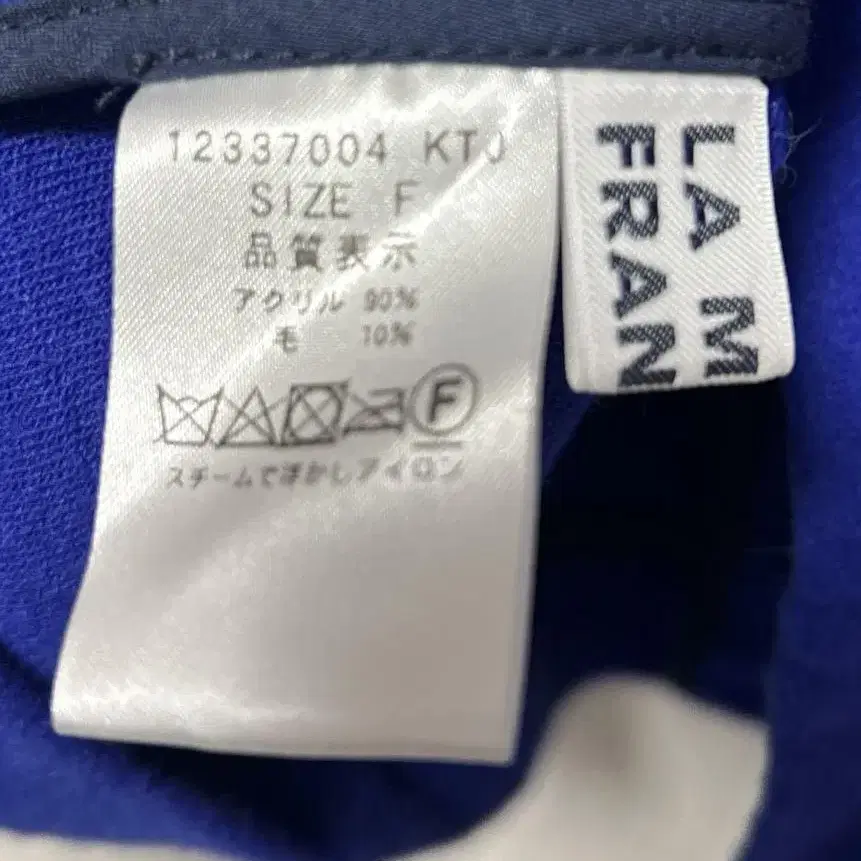 12337004 KTJ
SIZE F
品質表示
アクリル 90%
毛 10%
F
スチームで浮かしアイロン
LA M
FRAN